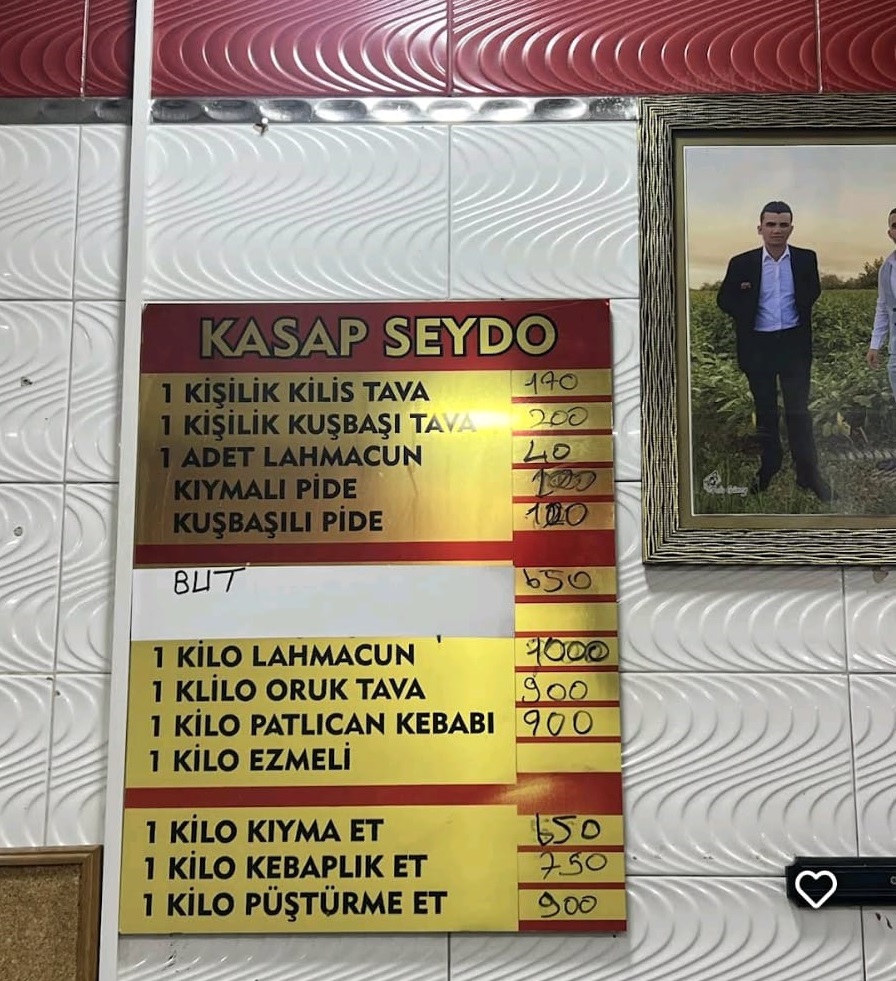 KASAP SEYDO
1 KİŞİLİK KİLİS TAVA 170
1 KİŞİLİK KUŞBAŞI TAVA 200
1 ADET LAHMACUN 40
KIYMALI PİDE
KUŞBAŞILI PİDE
BUT 650
1 KİLO LAHMACUN 1000
1 KLİLO ORUK TAVA 900
1 KİLO PATLICAN KEBABI 900
1 KİLO EZMELİ
1 KİLO KIYMA ET 650
1 KİLO KEBAPLIK ET 750
1 KİLO PÜŞTÜRME ET 900